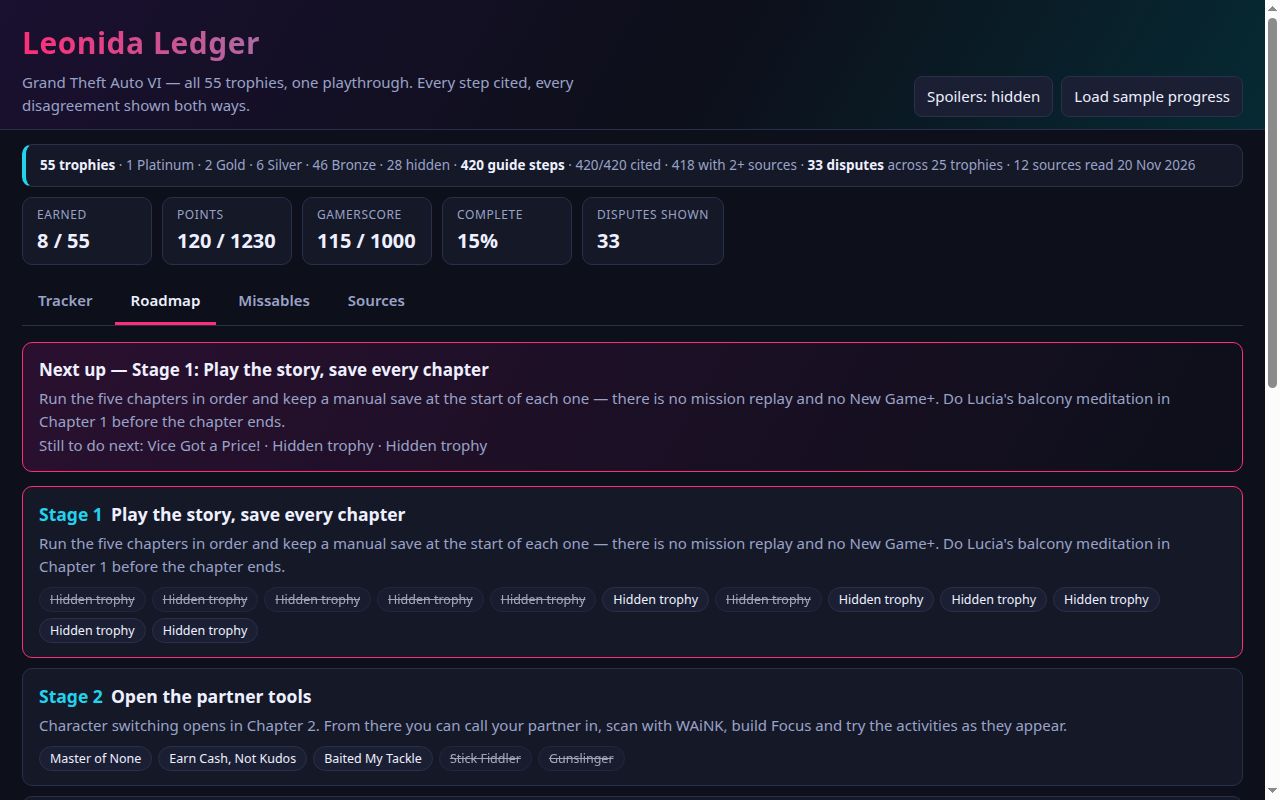 Leonida Ledger
Grand Theft Auto VI — all 55 trophies, one playthrough. Every step cited, every
disagreement shown both ways.
Spoilers: hidden
Load sample progress
55 trophies · 1 Platinum · 2 Gold · 6 Silver · 46 Bronze · 28 hidden · 420 guide steps · 420/420 cited · 418 with 2+ sources · 33 disputes across 25 trophies · 12 sources read 20 Nov 2026
EARNED
8 / 55
POINTS
120 / 1230
GAMERSCORE
115 / 1000
COMPLETE
15%
DISPUTES SHOWN
33
Tracker
Roadmap
Missables
Sources
Next up — Stage 1: Play the story, save every chapter
Run the five chapters in order and keep a manual save at the start of each one — there is no mission replay and no New Game+. Do Lucia's balcony meditation in
Chapter 1 before the chapter ends.
Still to do next: Vice Got a Price! · Hidden trophy · Hidden trophy
Stage 1 Play the story, save every chapter
Run the five chapters in order and keep a manual save at the start of each one — there is no mission replay and no New Game+. Do Lucia's balcony meditation in
Chapter 1 before the chapter ends.
Hidden trophy Hidden trophy Hidden trophy Hidden trophy Hidden trophy Hidden trophy Hidden trophy Hidden trophy Hidden trophy Hidden trophy
Hidden trophy Hidden trophy
Stage 2 Open the partner tools
Character switching opens in Chapter 2. From there you can call your partner in, scan with WAiNK, build Focus and try the activities as they appear.
Master of None Earn Cash, Not Kudos Baited My Tackle Stick Fiddler Gunslinger